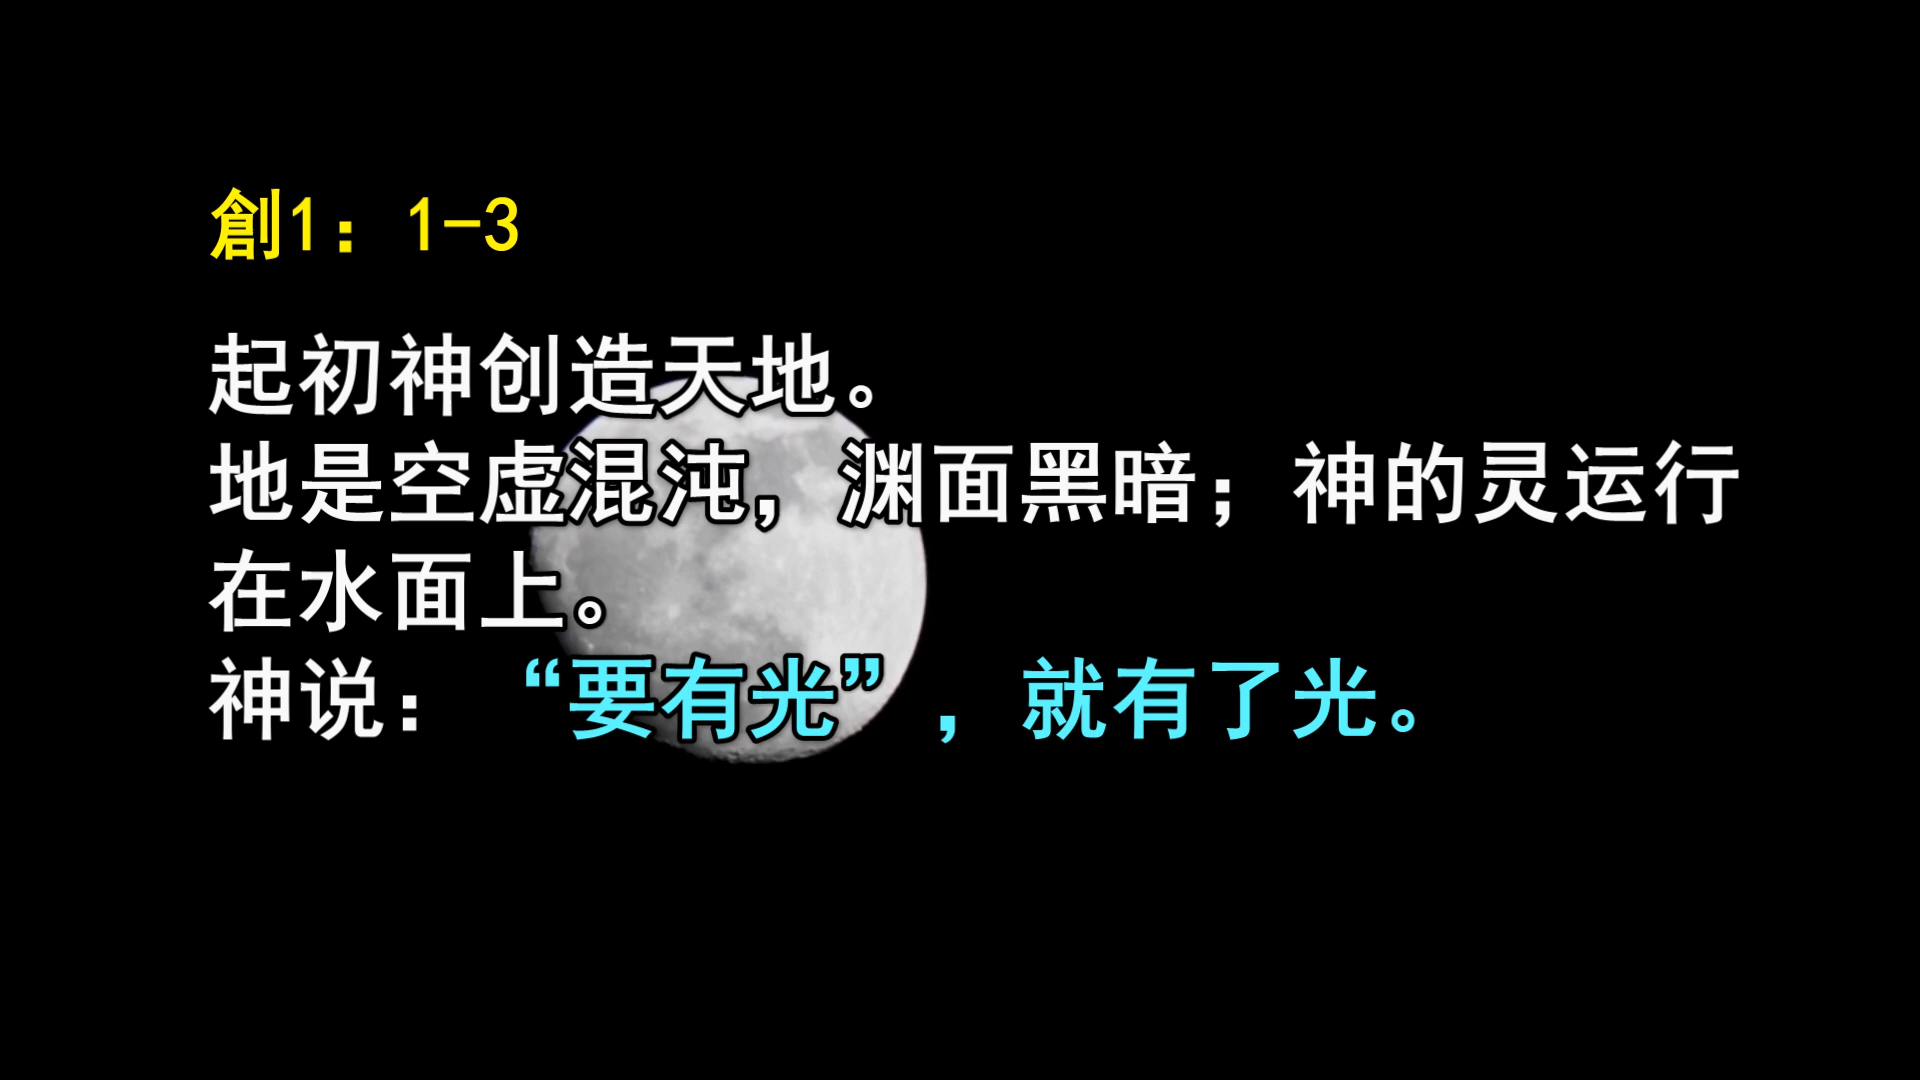 創1：1-3
起初神创造天地。
地是空虚混沌，渊面黑暗；神的灵运行
在水面上。
神说：“要有光”，就有了光。